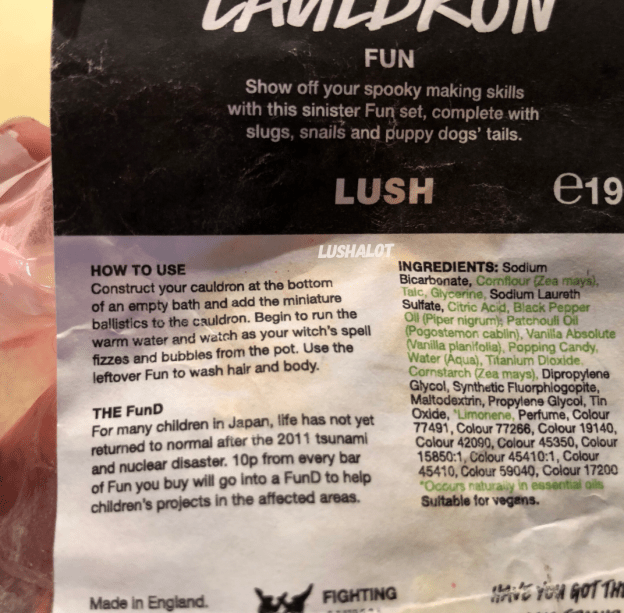 CAULDRON
FUN
Show off your spooky making skills
with this sinister Fun set, complete with
slugs, snails and puppy dogs' tails.
LUSH
e19
LUSHALOT
HOW TO USE
Construct your cauldron at the bottom
of an empty bath and add the miniature
ballistics to the cauldron. Begin to run the
warm water and watch as your witch's spell
fizzes and bubbles from the pot. Use the
leftover Fun to wash hair and body.
THE FunD
For many children in Japan, life has not yet
returned to normal after the 2011 tsunami
and nuclear disaster. 10p from every bar
of Fun you buy will go into a FunD to help
children's projects in the affected areas.
INGREDIENTS: Sodium
Bicarbonate, Cornflour (Zea mays),
Talc, Glycerine, Sodium Laureth
Sulfate, Citric Acid, Black Pepper
Oil (Piper nigrum), Patchouli Oil
(Pogostemon cablin), Vanilla Absolute
(Vanilla planifolia), Popping Candy,
Water (Aqua), Titanium Dioxide,
Cornstarch (Zea mays), Dipropylene
Glycol, Synthetic Fluorphlogopite,
Maltodextrin, Propylene Glycol, Tin
Oxide, *Limonene, Perfume, Colour
77491, Colour 77266, Colour 19140,
Colour 42090, Colour 45350, Colour
15850:1, Colour 45410:1, Colour
45410, Colour 59040, Colour 17200
*Occurs naturally in essential oils
Suitable for vegans.
Made in England.
FIGHTING
HAVE YOU GOT TH